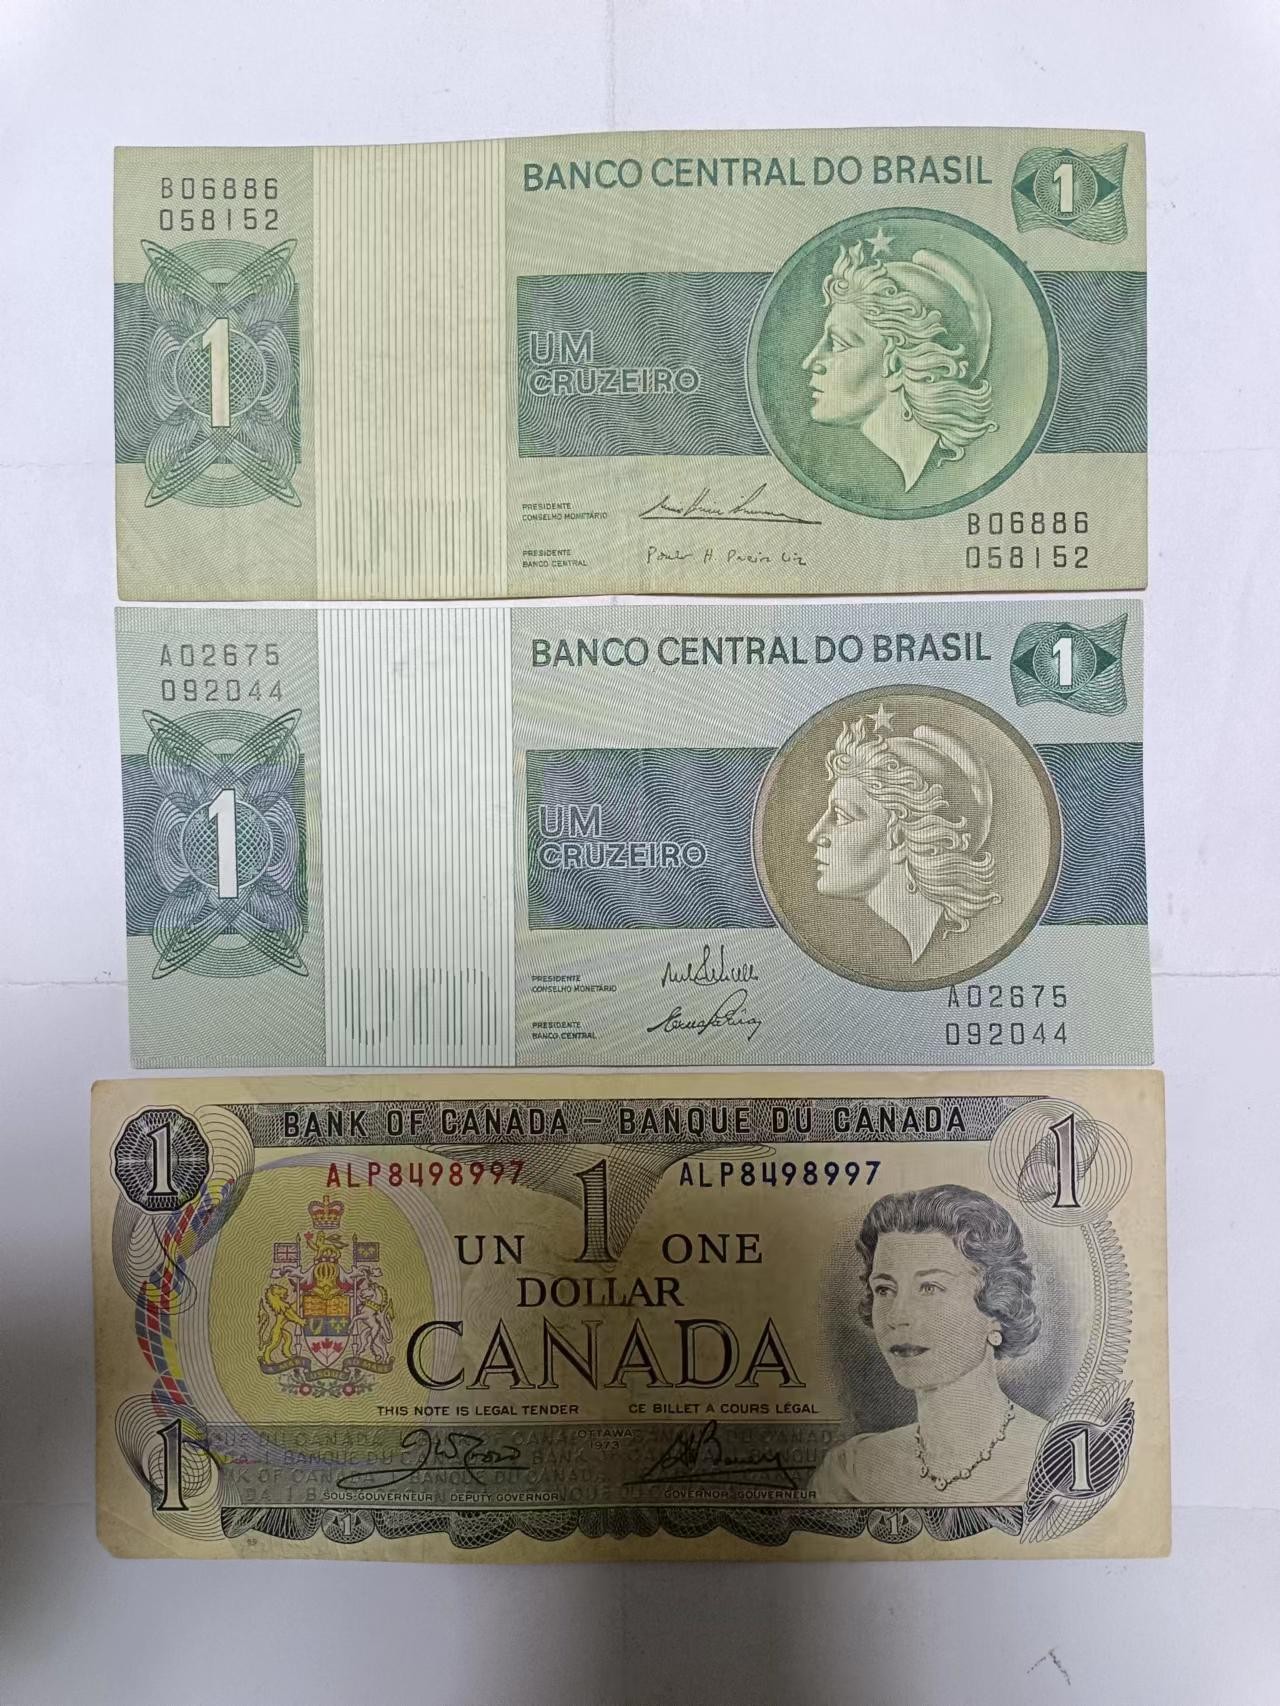 B06886
058152
BANCO CENTRAL DO BRASIL
1
1
UM
CRUZEIRO
PRESIDENTE
CONSELHO MONETÁRIO
PRESIDENTE
BANCO CENTRAL
B06886
058152
A02675
092044
BANCO CENTRAL DO BRASIL
1
1
UM
CRUZEIRO
PRESIDENTE
CONSELHO MONETÁRIO
PRESIDENTE
BANCO CENTRAL
A02675
092044
1 BANK OF CANADA – BANQUE DU CANADA 1
ALP8498997 1 ALP8498997
UN ONE
DOLLAR
CANADA
THIS NOTE IS LEGAL TENDER CE BILLET A COURS LÉGAL
OTTAWA
1973
1 1
SOUS-GOUVERNEUR DEPUTY GOVERNOR GOVERNOR-GOUVERNEUR
1 1